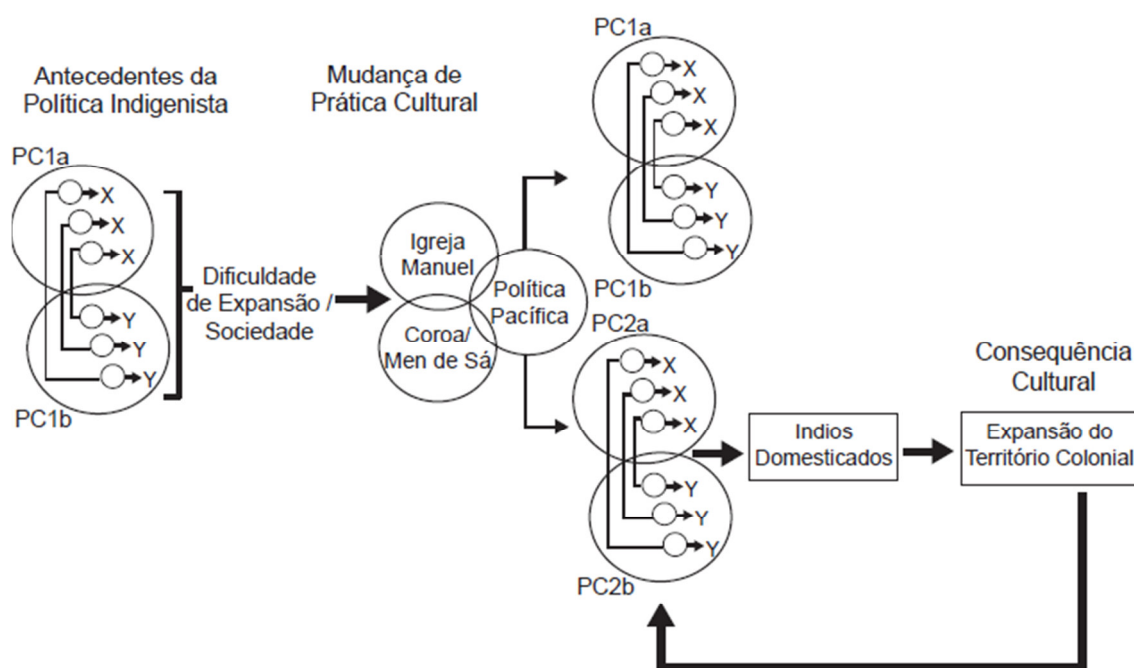 Antecedentes da
Política Indigenista
PC1a
X
X
X
Y
Y
Y
PC1b
Dificuldade
de Expansão /
Sociedade
Mudança de
Prática Cultural
Igreja
Manuel
Coroa/
Men de Sá
Política
Pacífica
PC1a
X
X
X
Y
Y
Y
PC1b
PC2a
X
X
X
Y
Y
Y
PC2b
Indios
Domesticados
Consequência
Cultural
Expansão do
Território Colonial